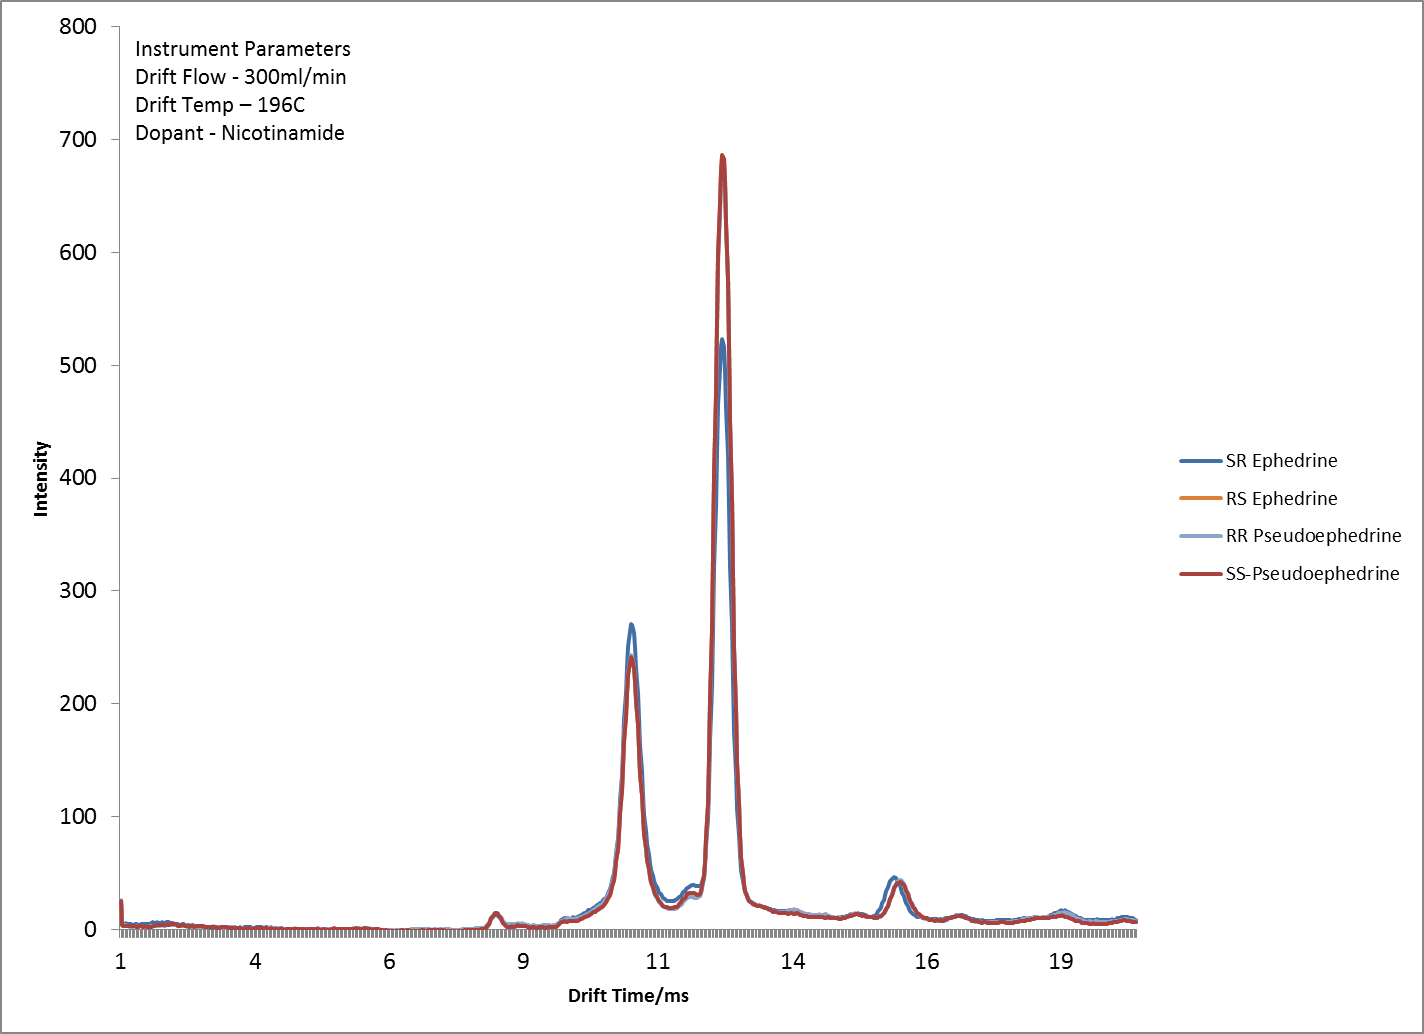 800
700
600
500
400
300
200
100
0
Instrument Parameters
Drift Flow - 300ml/min
Drift Temp – 196C
Dopant - Nicotinamide
Intensity
1 4 6 9 11 14 16 19
Drift Time/ms
SR Ephedrine
RS Ephedrine
RR Pseudoephedrine
SS-Pseudoephedrine